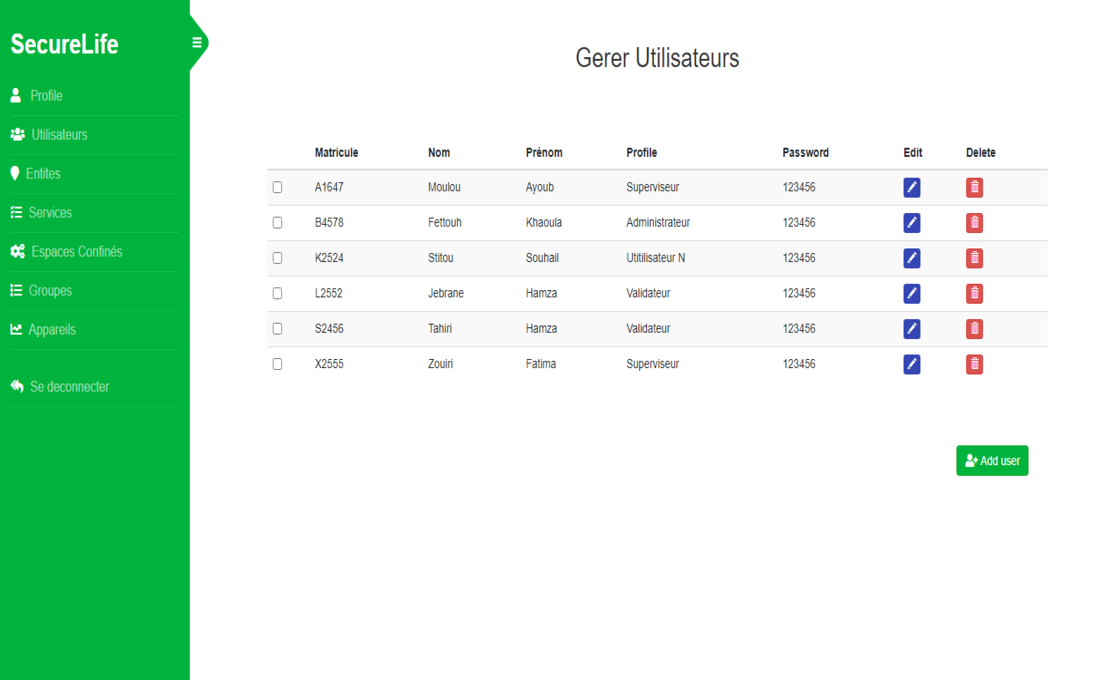 SecureLife
Profile
Utilisateurs
Entites
Services
Espaces Confinés
Groupes
Appareils
Se deconnecter
Gerer Utilisateurs
Matricule Nom Prénom Profile Password Edit Delete
A1647 Moulou Ayoub Superviseur 123456
B4578 Fettouh Khaoula Administrateur 123456
K2524 Stitou Souhail Utitilisateur N 123456
L2552 Jebrane Hamza Validateur 123456
S2456 Tahiri Hamza Validateur 123456
X2555 Zouiri Fatima Superviseur 123456
Add user